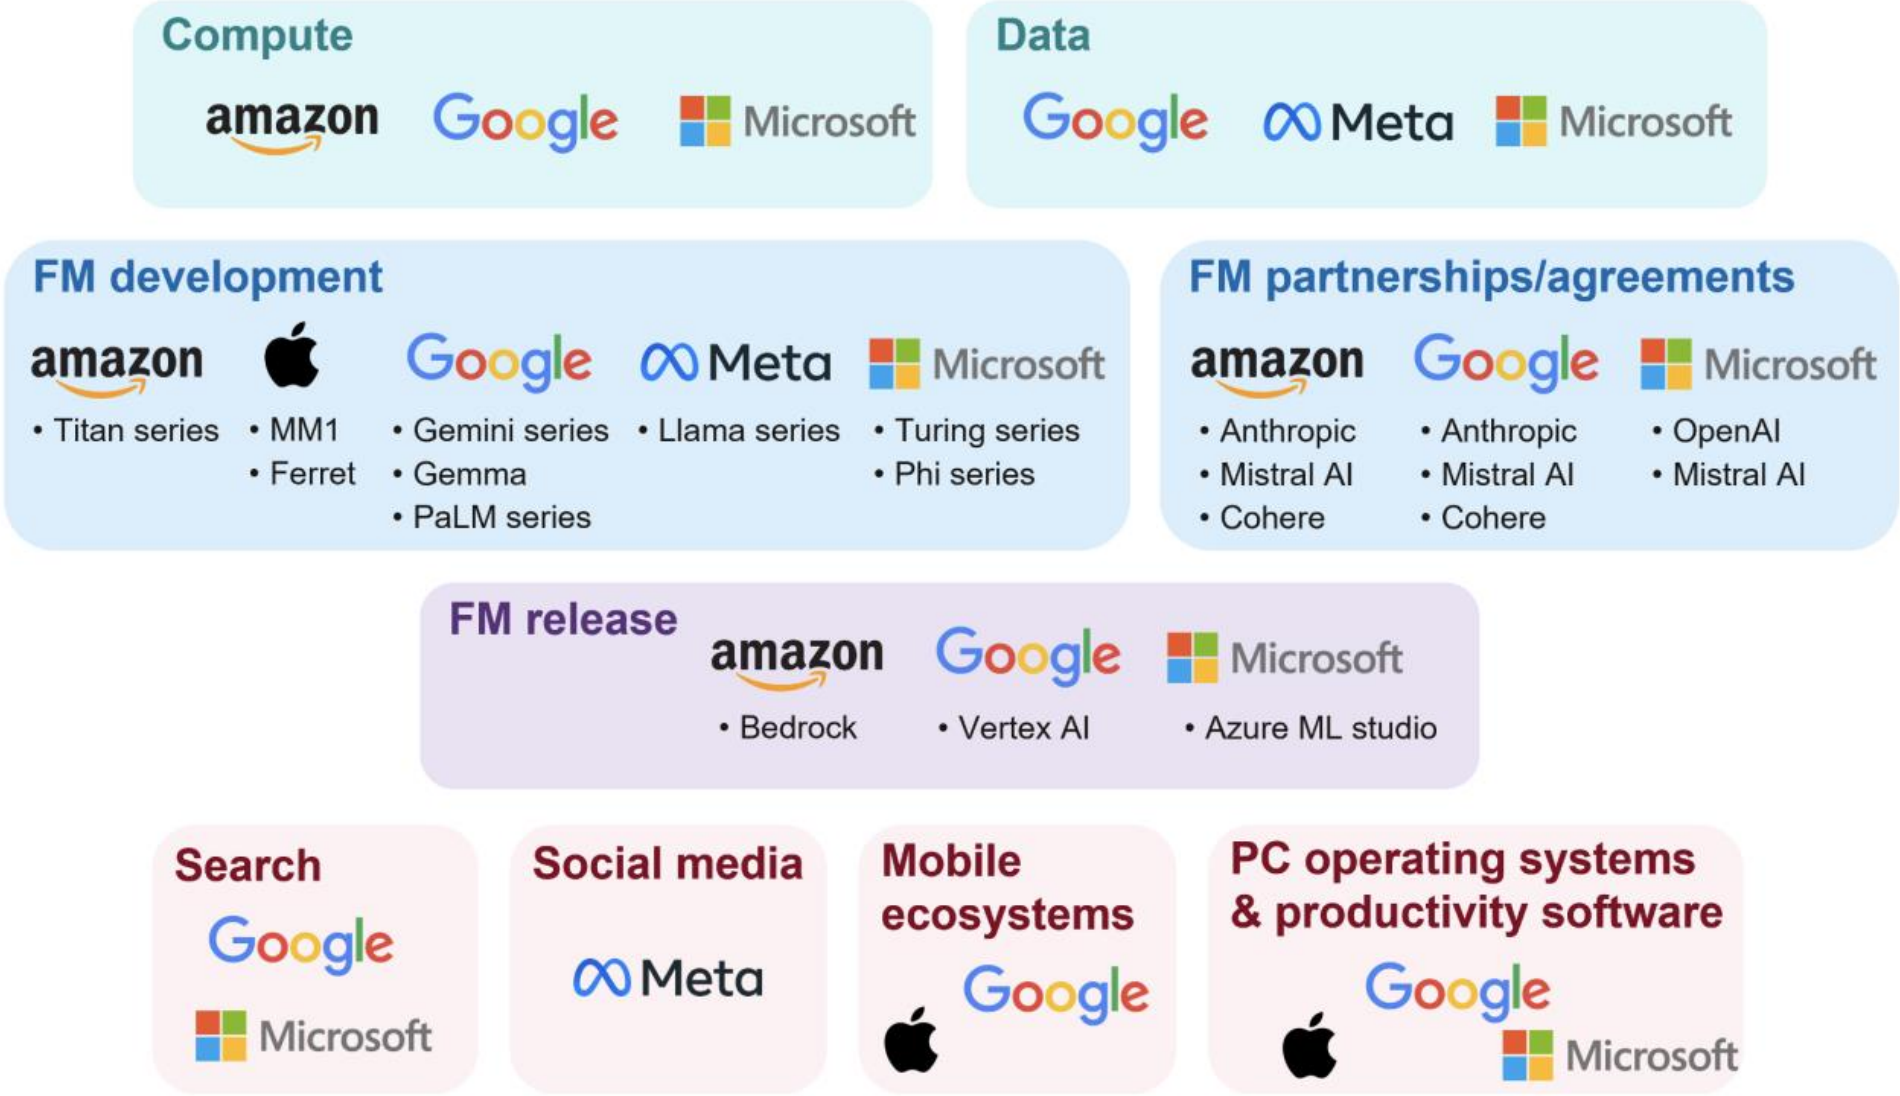 Compute
amazon Google Microsoft
Data
Google Meta Microsoft
FM development
amazon Google Meta Microsoft
• Titan series • MM1 • Gemini series • Llama series • Turing series
• Ferret • Gemma • Phi series
• PaLM series
FM partnerships/agreements
amazon Google Microsoft
• Anthropic • Anthropic • OpenAI
• Mistral AI • Mistral AI • Mistral AI
• Cohere • Cohere
FM release
amazon Google Microsoft
• Bedrock • Vertex AI • Azure ML studio
Search
Google
Microsoft
Social media
Meta
Mobile
ecosystems
Google
PC operating systems
& productivity software
Google
Microsoft